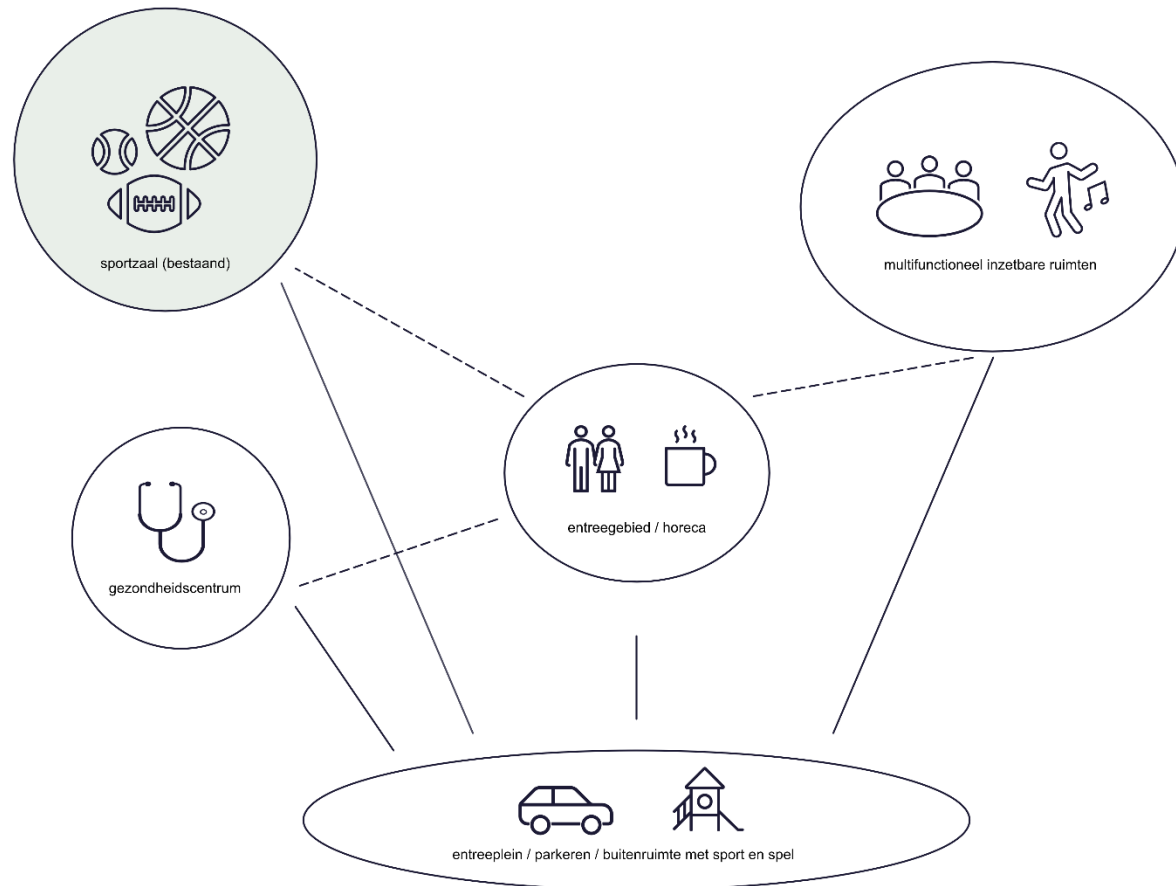 sportzaal (bestaand)
multifunctioneel inzetbare ruimten
entreegebied / horeca
gezondheidscentrum
entreeplein / parkeren / buitenruimte met sport en spel